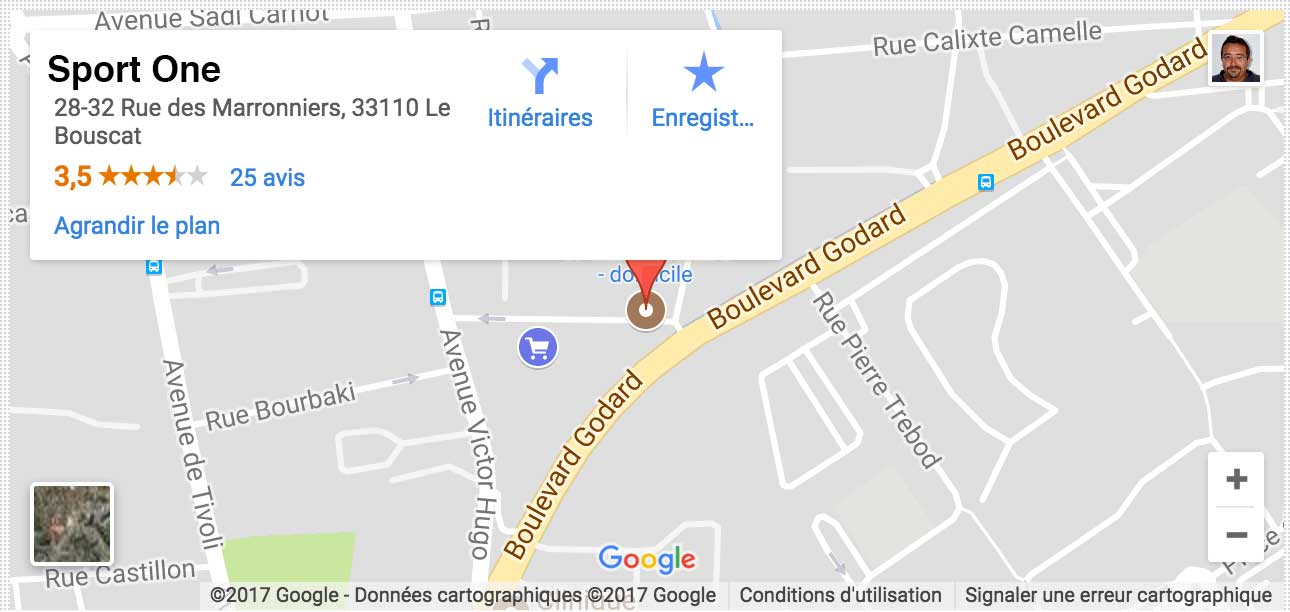 Avenue Sadi Carnot
Rue Calixte Camelle
Boulevard Godard
Sport One
28-32 Rue des Marronniers, 33110 Le
Bouscat
Itinéraires
Enregist...
3,5
25 avis
Agrandir le plan
Boulevard Godard
Rue Pierre Trebod
Avenue Victor Hugo
Rue Bourbaki
Avenue de Tivoli
Boulevard Godard
+
−
Google
Rue Castillon
©2017 Google - Données cartographiques ©2017 Google
Conditions d'utilisation
Signaler une erreur cartographique